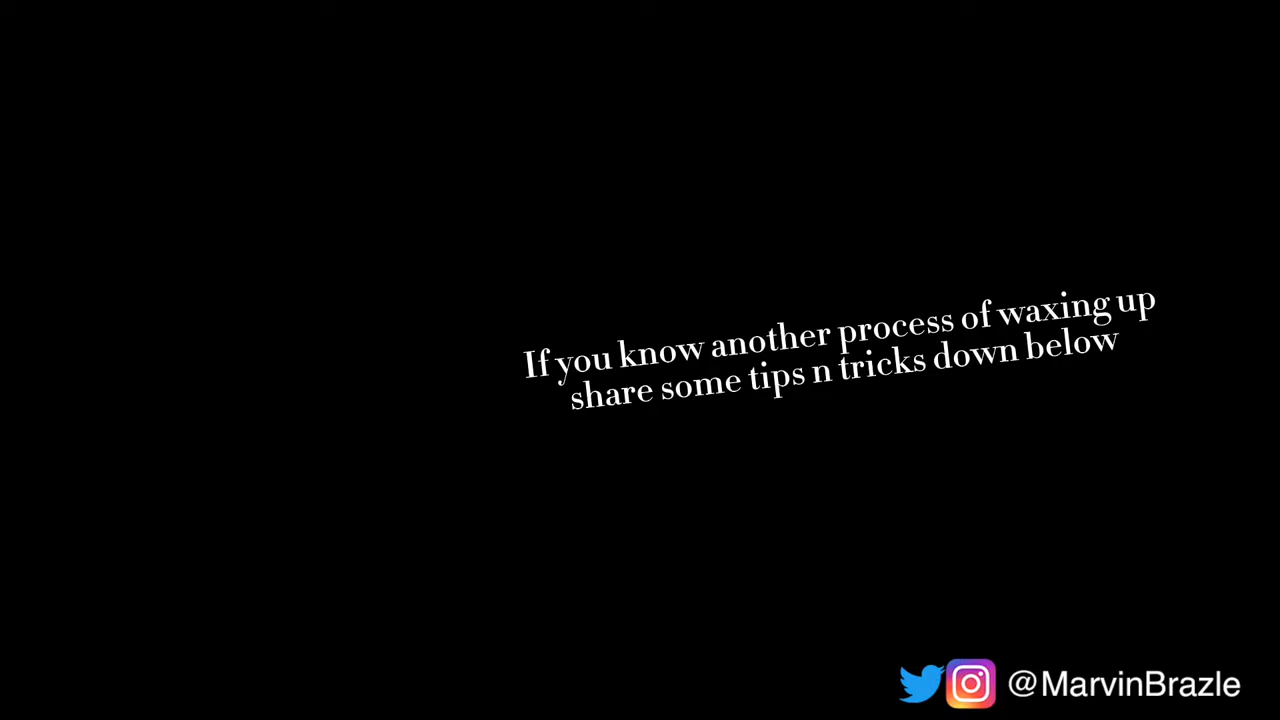 If you know another process of waxing up
share some tips n tricks down below
@MarvinBrazle